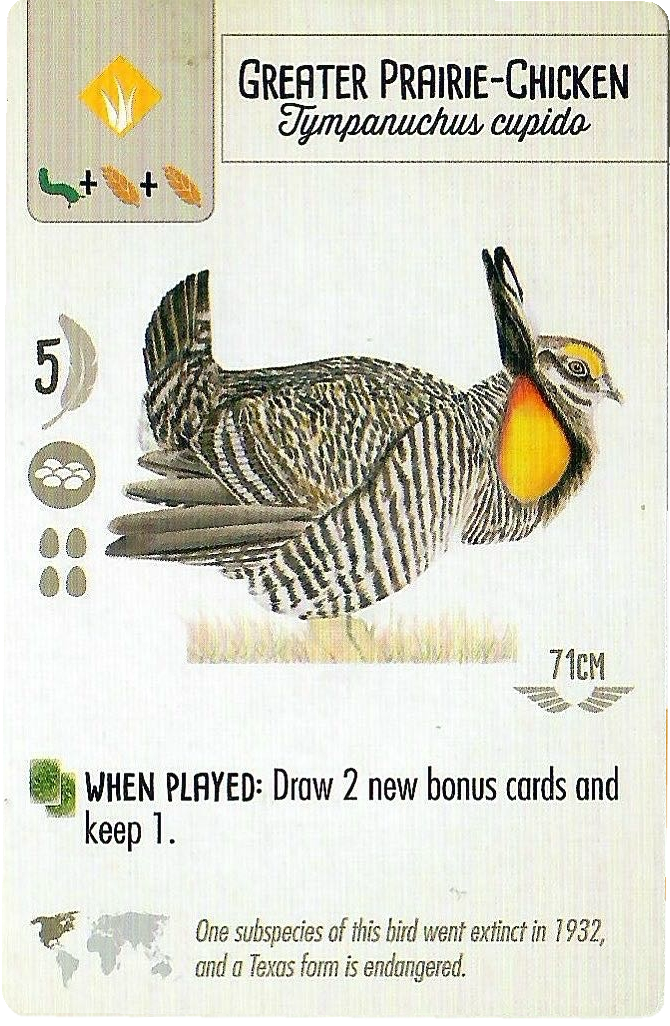 GREATER PRAIRIE-CHICKEN
Tympanuchus cupido
+ +
5
71CM
WHEN PLAYED: Draw 2 new bonus cards and
keep 1.
One subspecies of this bird went extinct in 1932,
and a Texas form is endangered.